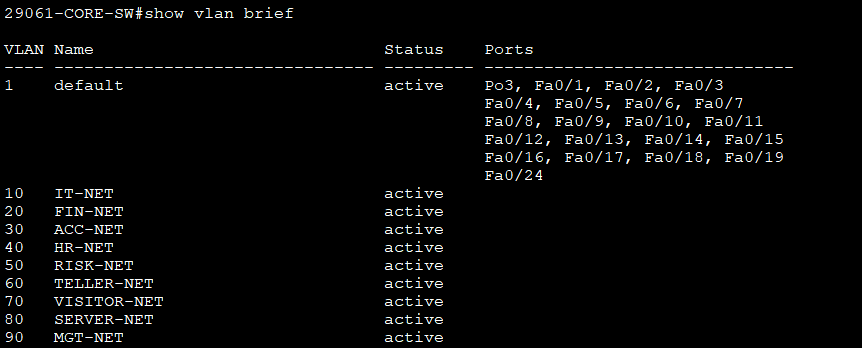 29061-CORE-SW#show vlan brief
VLAN Name                             Status    Ports
---- -------------------------------- --------- -------------------------------
1    default                          active    Po3, Fa0/1, Fa0/2, Fa0/3
                                                Fa0/4, Fa0/5, Fa0/6, Fa0/7
                                                Fa0/8, Fa0/9, Fa0/10, Fa0/11
                                                Fa0/12, Fa0/13, Fa0/14, Fa0/15
                                                Fa0/16, Fa0/17, Fa0/18, Fa0/19
                                                Fa0/24
10   IT-NET                           active
20   FIN-NET                          active
30   ACC-NET                          active
40   HR-NET                           active
50   RISK-NET                         active
60   TELLER-NET                       active
70   VISITOR-NET                      active
80   SERVER-NET                       active
90   MGT-NET                          active